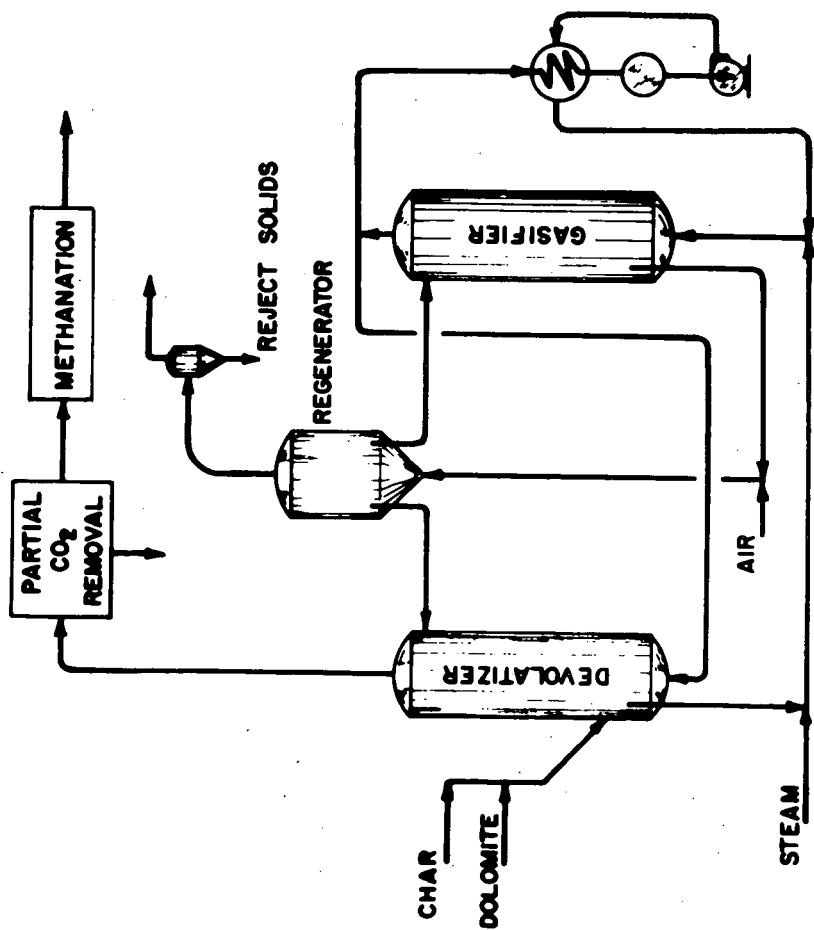 PARTIAL
CO2
REMOVAL
METHANATION
REJECT SOLIDS
REGENERATOR
GASIFIER
DEVOLATIZER
CHAR
DOLOMITE
AIR
STEAM